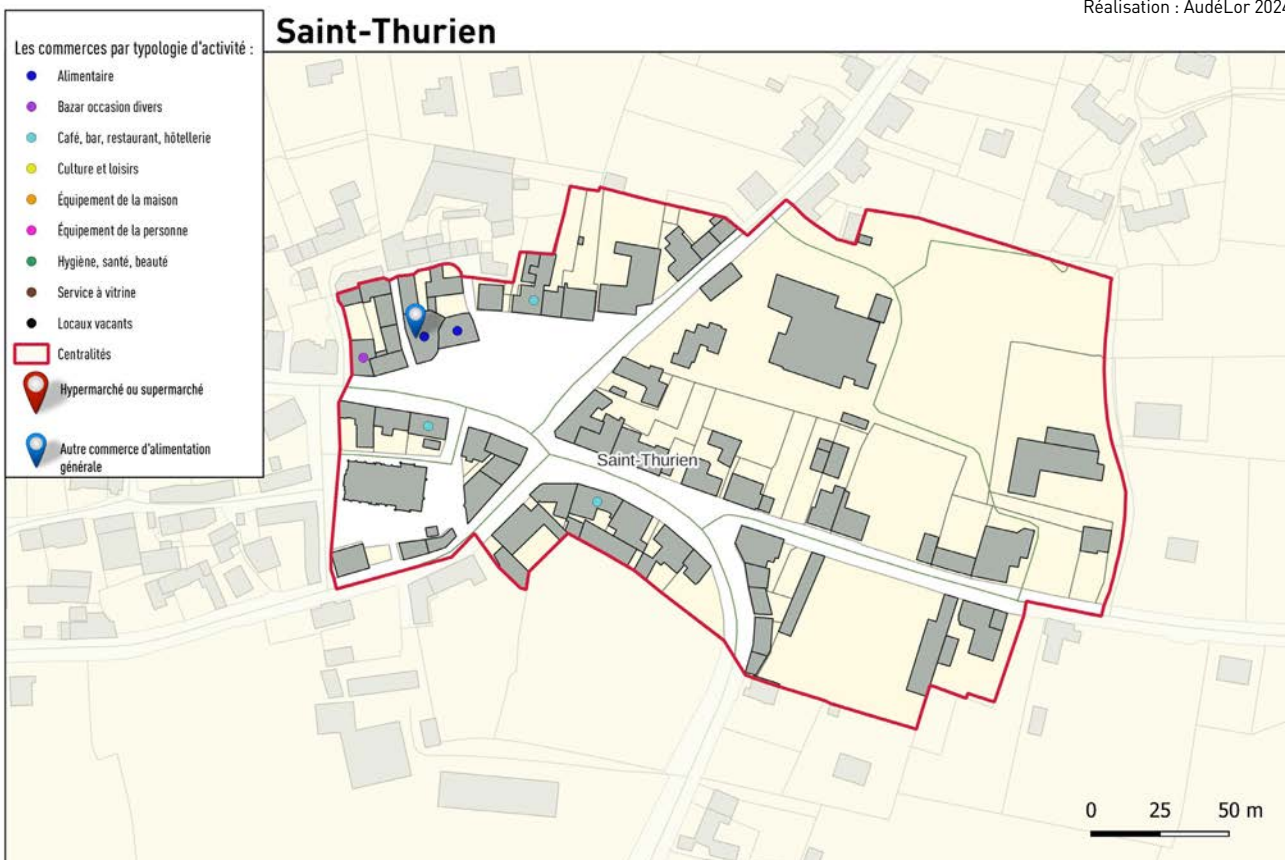 Réalisation : AudéLor 2024
Saint-Thurien
Les commerces par typologie d'activité :
Alimentaire
Bazar occasion divers
Café, bar, restaurant, hôtellerie
Culture et loisirs
Équipement de la maison
Équipement de la personne
Hygiène, santé, beauté
Service à vitrine
Locaux vacants
Centralités
Hypermarché ou supermarché
Autre commerce d'alimentation
générale
Saint-Thurien
0 25 50 m